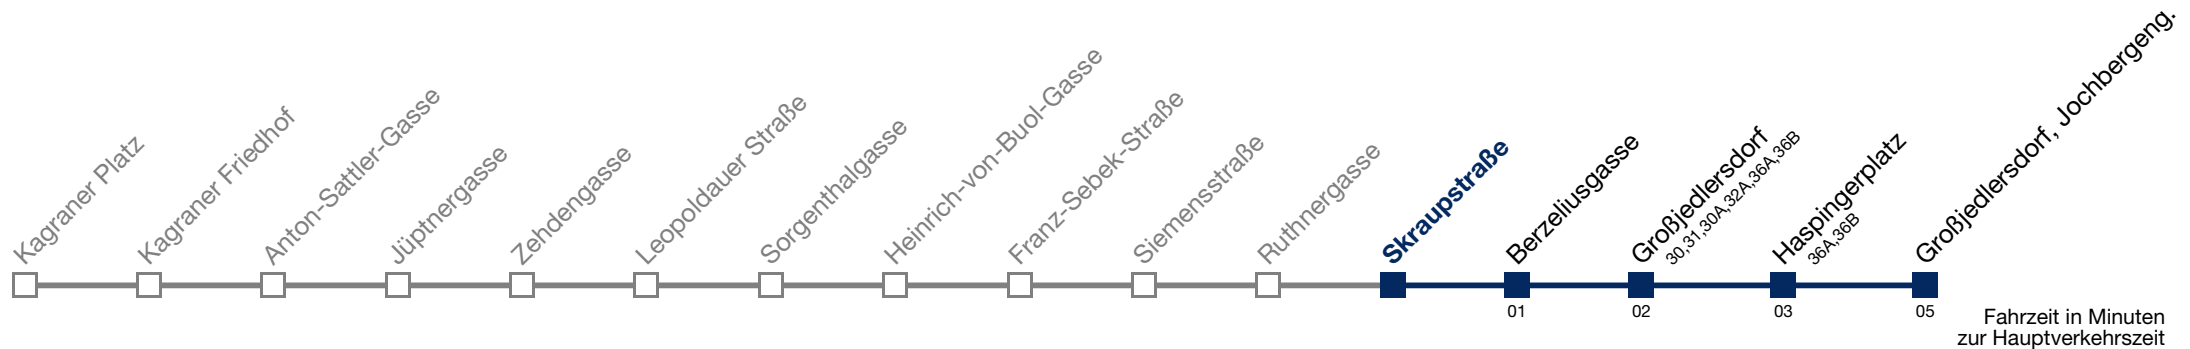 Kagraner Platz
Kagraner Friedhof
Anton-Sattler-Gasse
Jüptnergasse
Zehdengasse
Leopoldauer Straße
Sorgenthalgasse
Heinrich-von-Buol-Gasse
Franz-Sebek-Straße
Siemensstraße
Ruthnergasse
Skraupstraße
Berzeliusgasse
Großjedlersdorf
30,31,30A,32A,36A,36B
Haspingerplatz
36A,36B
Großjedlersdorf, Jochbergeng.
01
02
03
05
Fahrzeit in Minuten
zur Hauptverkehrszeit